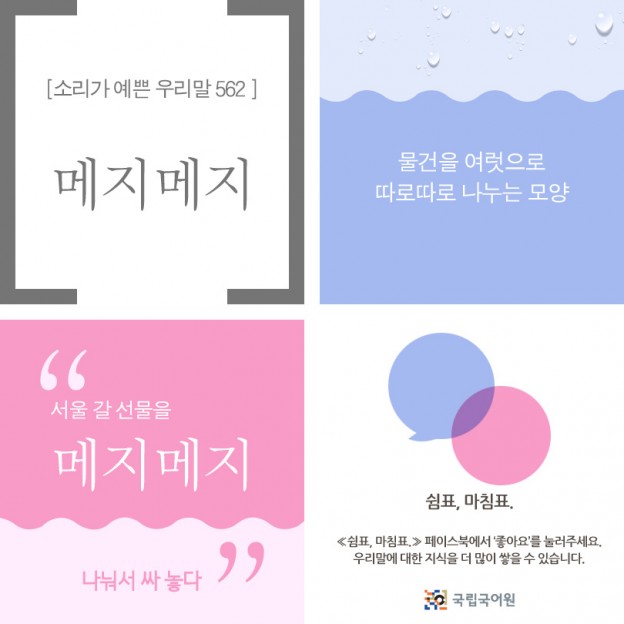 [소리가 예쁜 우리말 562 ]
메지메지
물건을 여럿으로
따로따로 나누는 모양
“
서울 갈 선물을
메지메지
나눠서 싸 놓다
”
쉼표, 마침표.
≪쉼표, 마침표.≫ 페이스북에서 ‘좋아요’를 눌러주세요.
우리말에 대한 지식을 더 많이 쌓을 수 있습니다.
국립국어원